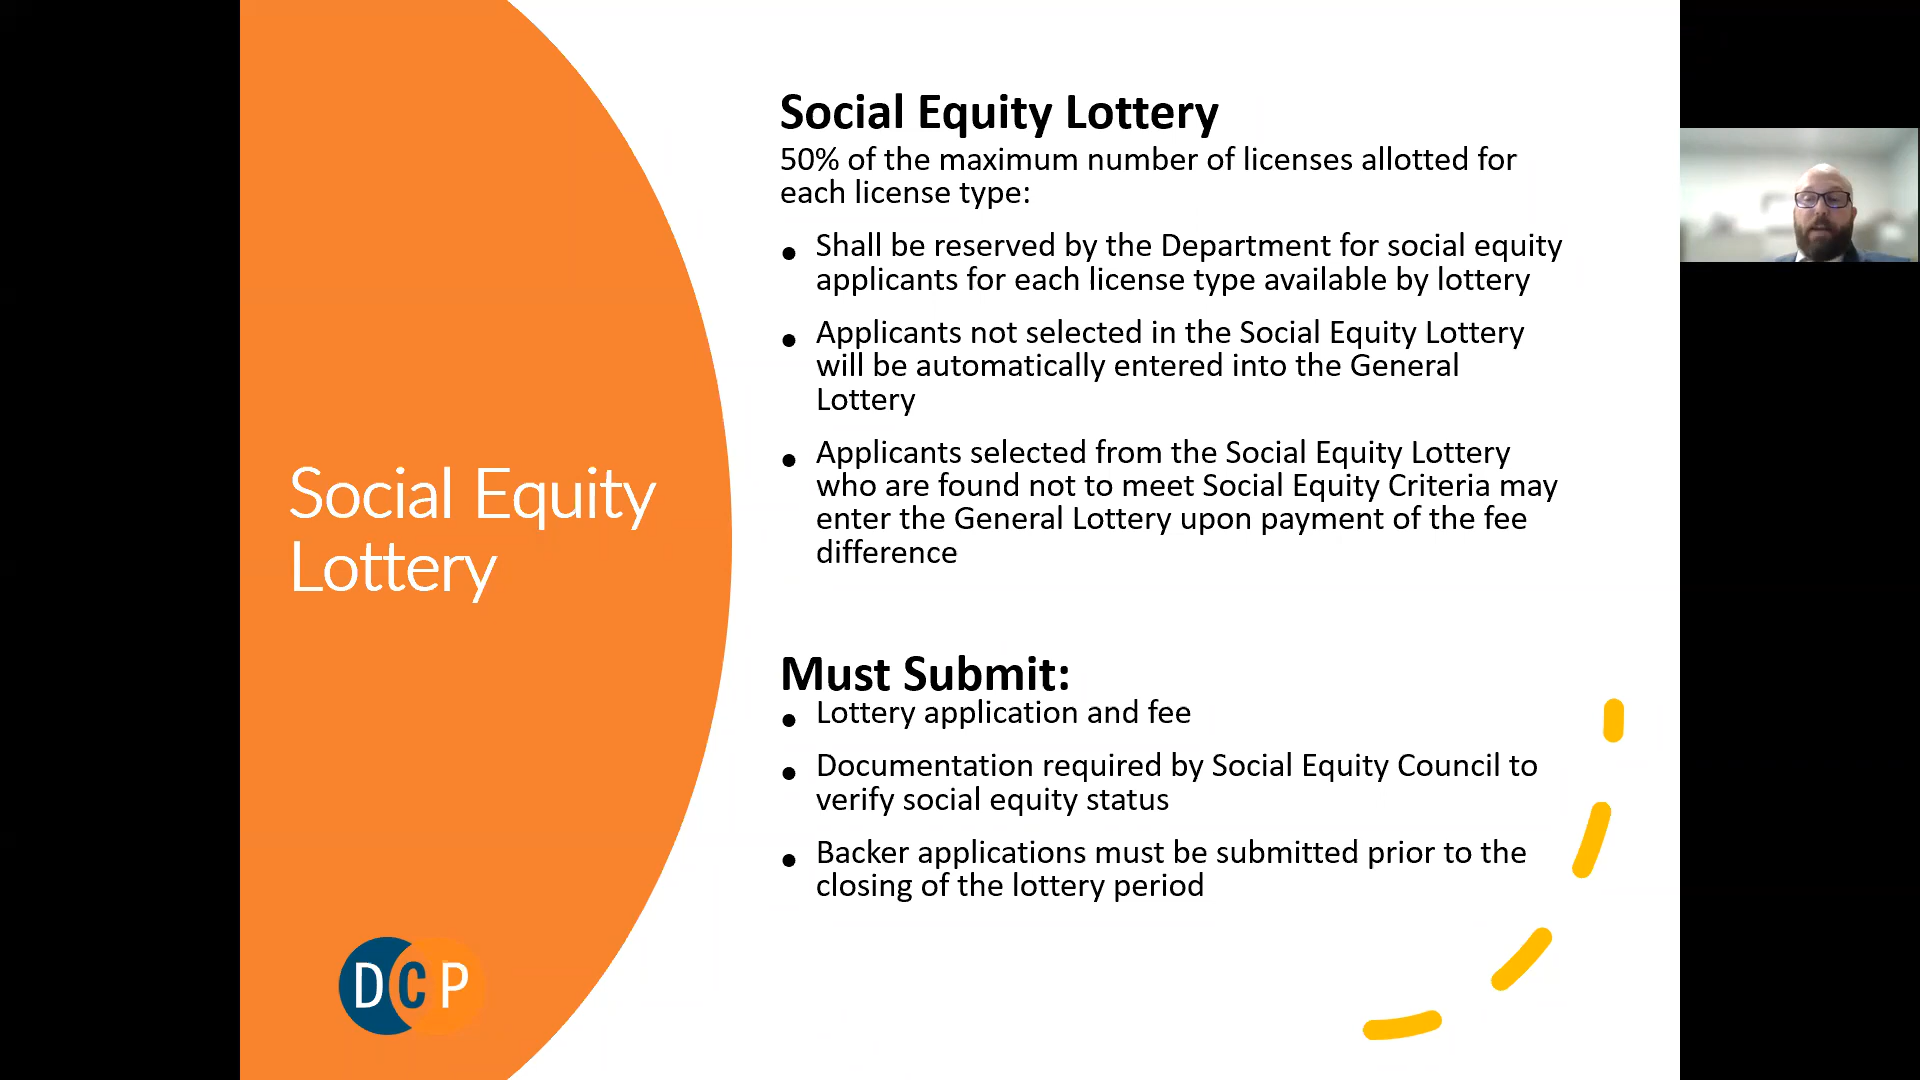 Social Equity
Lottery
DCP
Social Equity Lottery
50% of the maximum number of licenses allotted for
each license type:
• Shall be reserved by the Department for social equity
applicants for each license type available by lottery
• Applicants not selected in the Social Equity Lottery
will be automatically entered into the General
Lottery
• Applicants selected from the Social Equity Lottery
who are found not to meet Social Equity Criteria may
enter the General Lottery upon payment of the fee
difference
Must Submit:
• Lottery application and fee
• Documentation required by Social Equity Council to
verify social equity status
• Backer applications must be submitted prior to the
closing of the lottery period